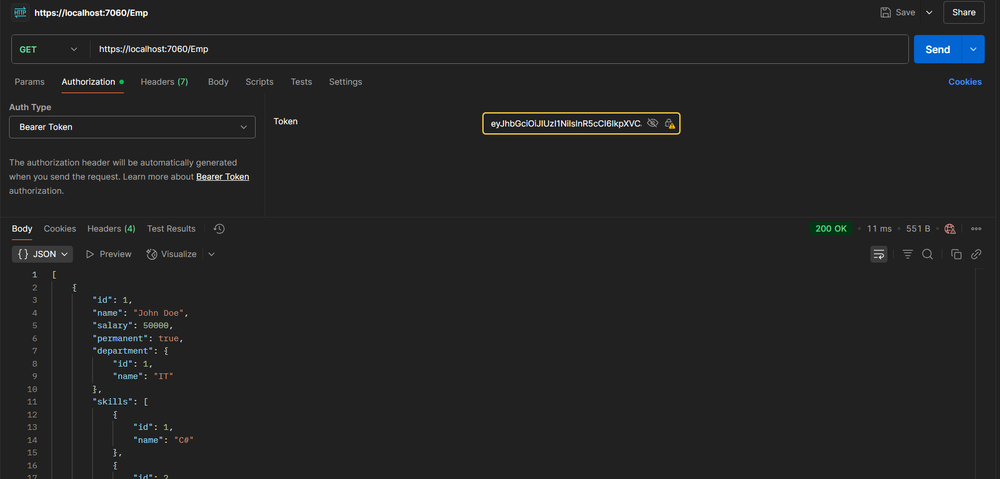 HTTP https://localhost:7060/Emp Save Share
GET https://localhost:7060/Emp Send
Params Authorization Headers (7) Body Scripts Tests Settings Cookies
Auth Type
Bearer Token
Token eyJhbGciOiJIUzI1NiIsInR5cCI6IkpXVC.
The authorization header will be automatically generated
when you send the request. Learn more about Bearer Token
authorization.
Body Cookies Headers (4) Test Results 200 OK • 11 ms • 551 B •
{} JSON Preview Visualize
1 [
2 {
3 "id": 1,
4 "name": "John Doe",
5 "salary": 50000,
6 "permanent": true,
7 "department": {
8 "id": 1,
9 "name": "IT"
10 },
11 "skills": [
12 {
13 "id": 1,
14 "name": "C#"
15 },
16 {
17 "id": 2